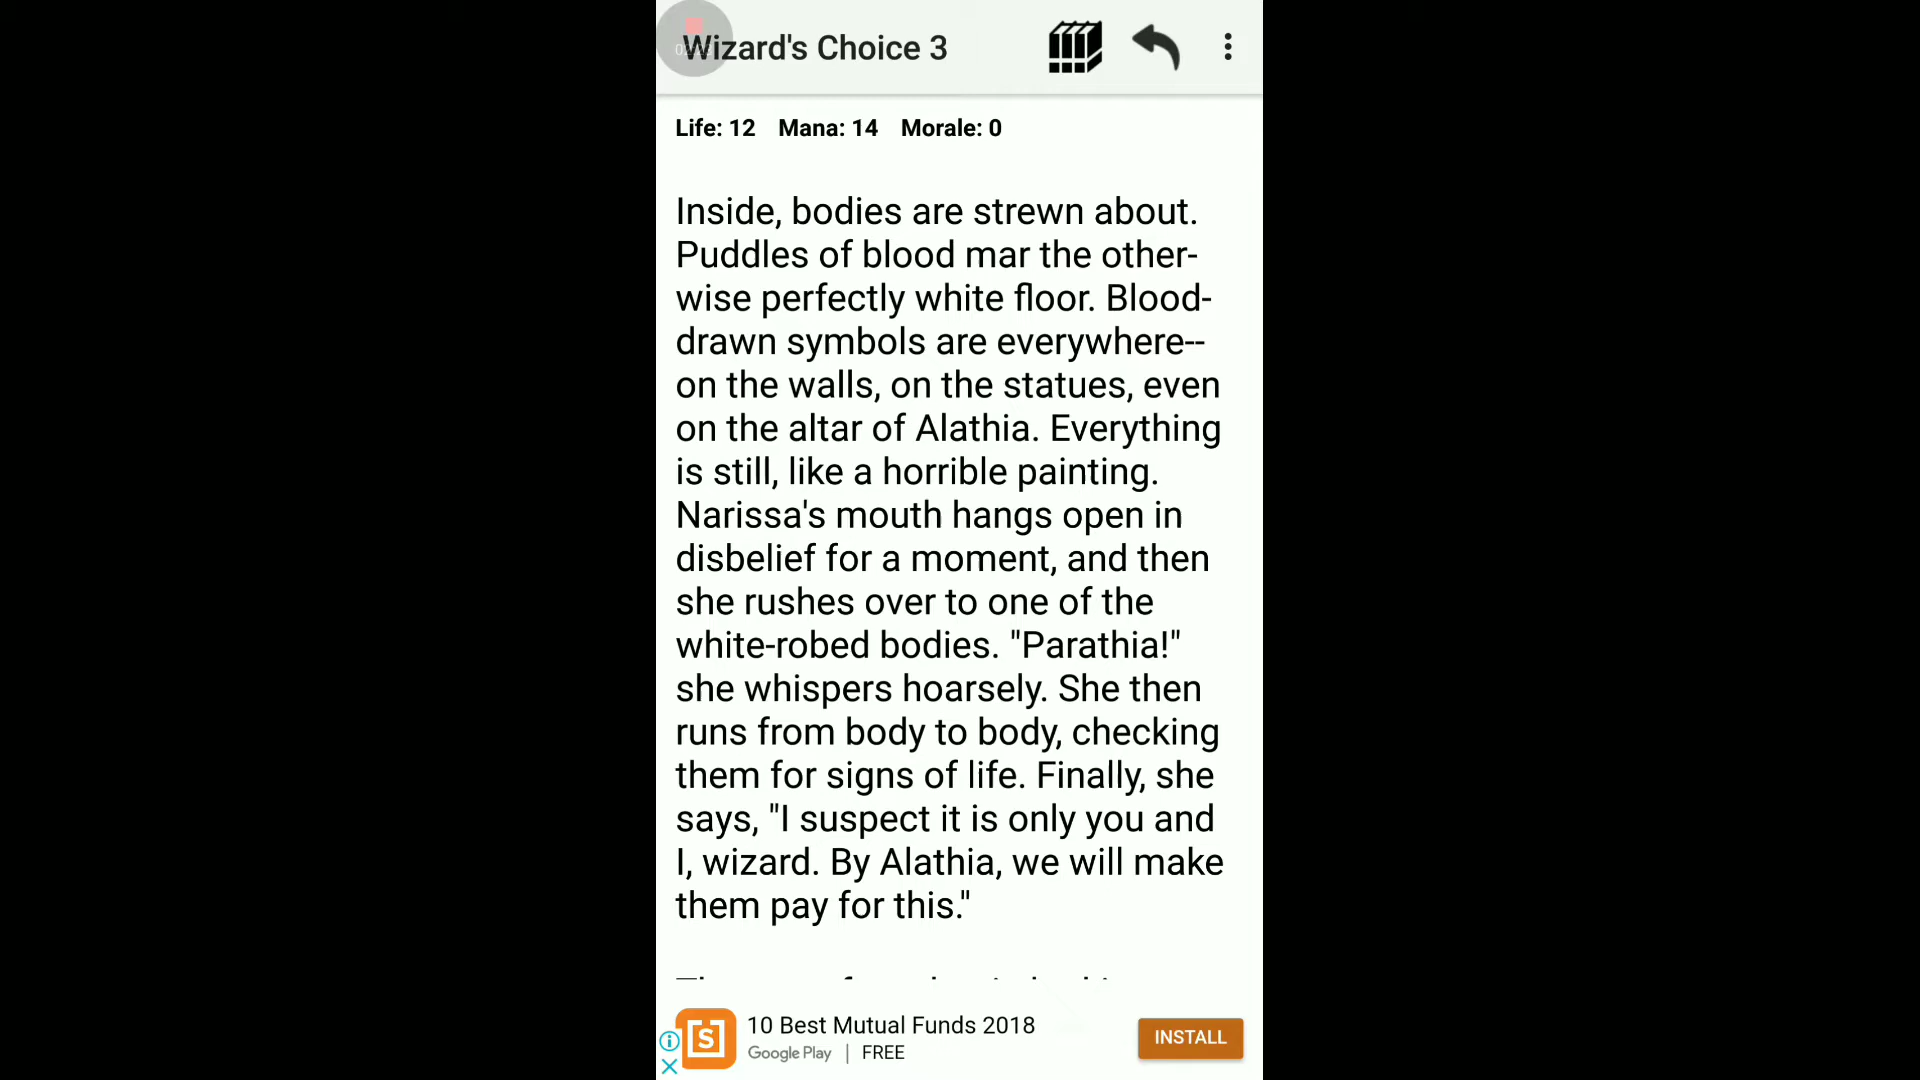 Wizard's Choice 3
Life: 12 Mana: 14 Morale: 0
Inside, bodies are strewn about.
Puddles of blood mar the other-
wise perfectly white floor. Blood-
drawn symbols are everywhere--
on the walls, on the statues, even
on the altar of Alathia. Everything
is still, like a horrible painting.
Narissa's mouth hangs open in
disbelief for a moment, and then
she rushes over to one of the
white-robed bodies. "Parathia!"
she whispers hoarsely. She then
runs from body to body, checking
them for signs of life. Finally, she
says, "I suspect it is only you and
I, wizard. By Alathia, we will make
them pay for this."
10 Best Mutual Funds 2018
Google Play | FREE
INSTALL